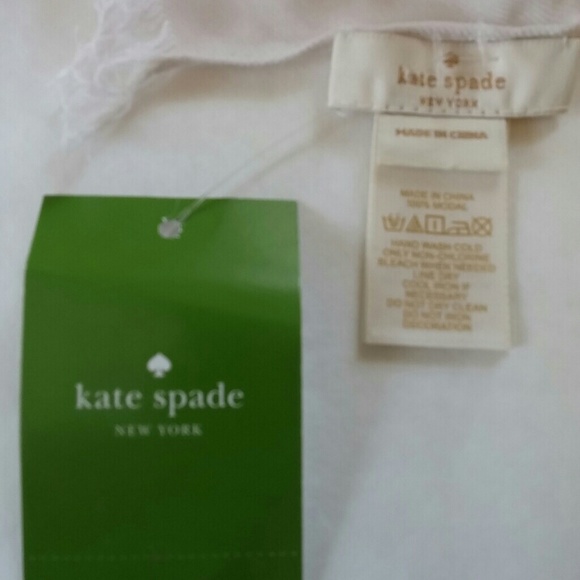 kate spade
NEW YORK
MADE IN CHINA
MADE IN CHINA
100% MODAL
HAND WASH COLD
ONLY NON-CHLORINE
BLEACH WHEN NEEDED
LINE DRY
COOL IRON IF
NECESSARY
DO NOT DRY CLEAN
DO NOT IRON
DECORATION
kate spade
NEW YORK